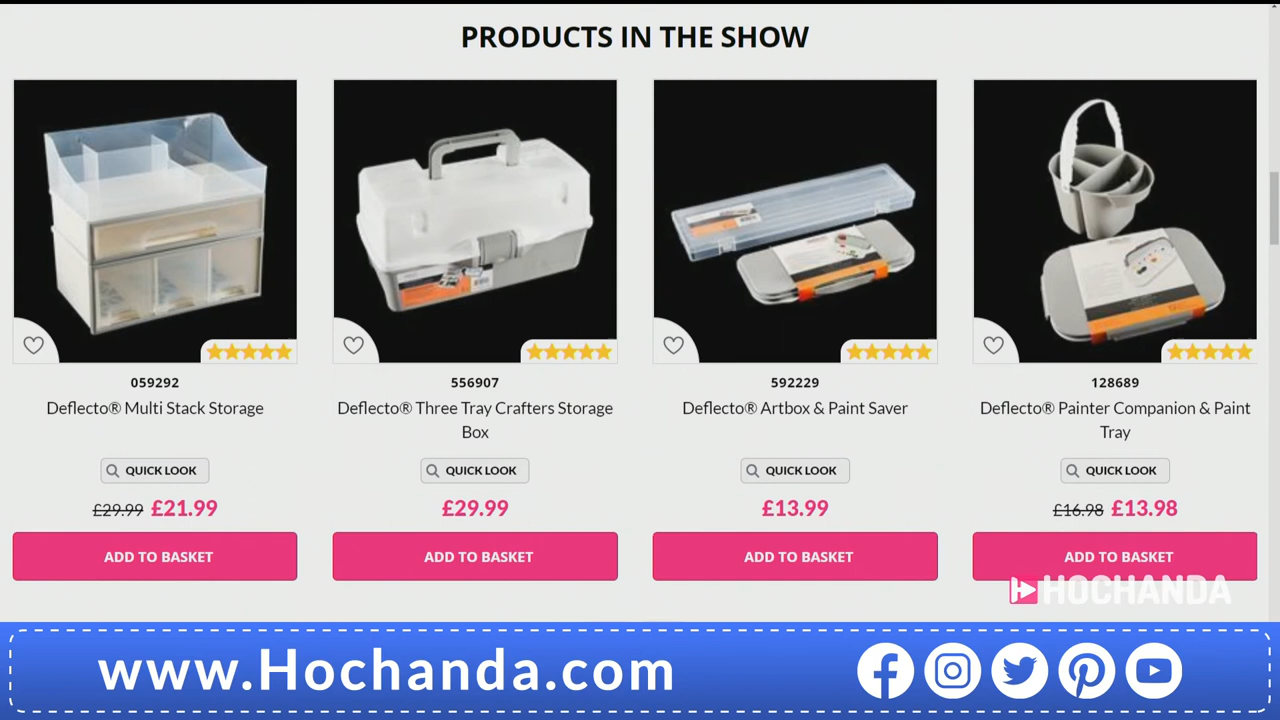 PRODUCTS IN THE SHOW
059292
Deflecto® Multi Stack Storage
QUICK LOOK
£29.99 £21.99
ADD TO BASKET
556907
Deflecto® Three Tray Crafters Storage
Box
QUICK LOOK
£29.99
ADD TO BASKET
592229
Deflecto® Artbox & Paint Saver
QUICK LOOK
£13.99
ADD TO BASKET
128689
Deflecto® Painter Companion & Paint
Tray
QUICK LOOK
£16.98 £13.98
ADD TO BASKET
HOCHANDA
www.Hochanda.com